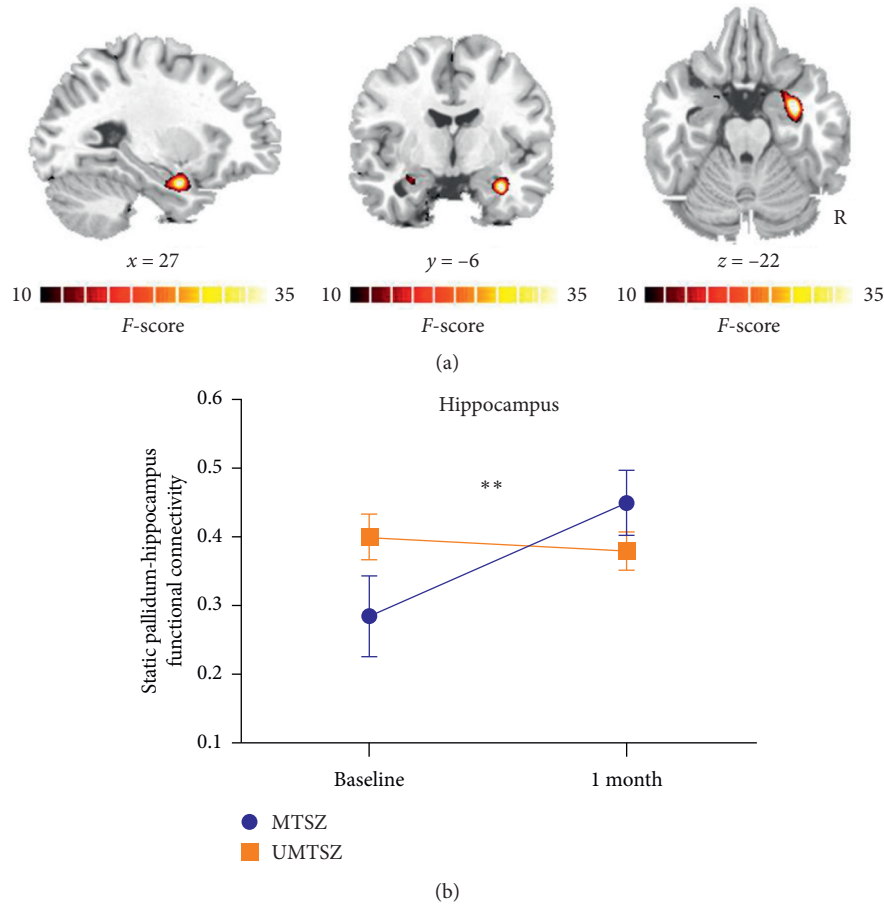 R
x = 27
y = –6
z = –22
10 35 10 35 10 35
F-score F-score F-score
(a)
Hippocampus
Static pallidum-hippocampus
functional connectivity
0.6
0.5
**
0.4
0.3
0.2
0.1
Baseline 1 month
MTSZ
UMTSZ
(b)